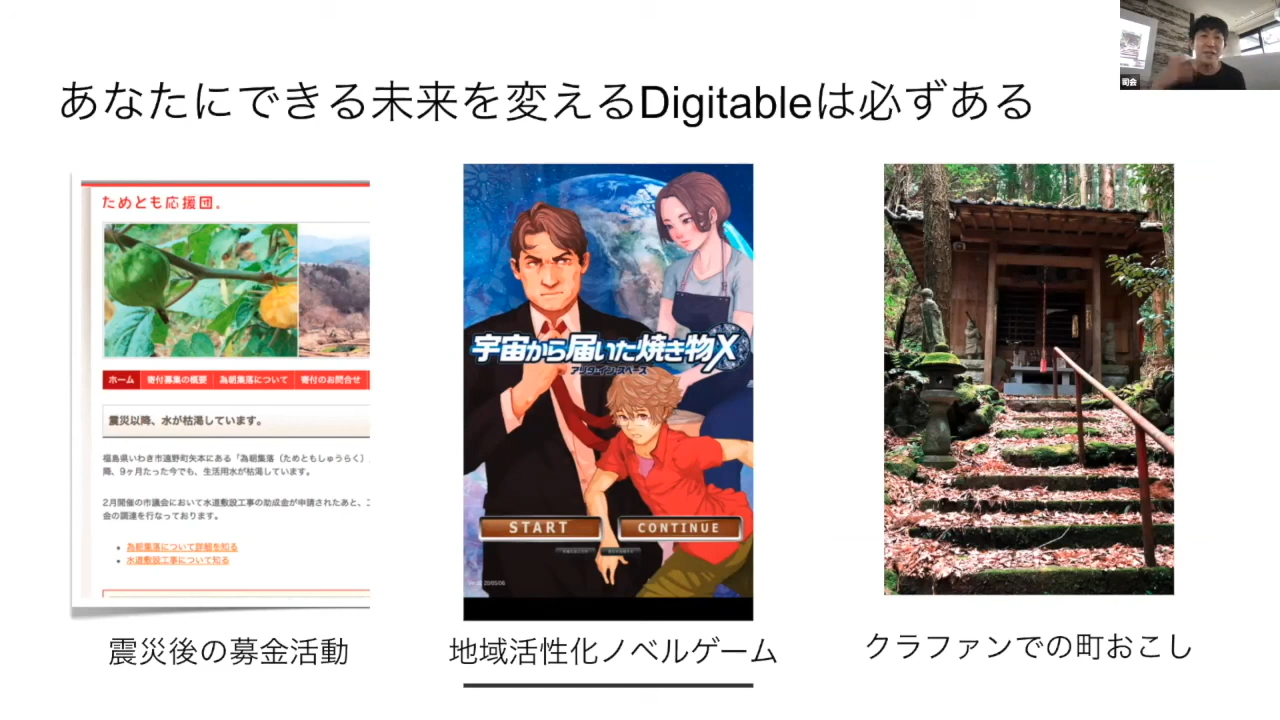 司会
あなたにできる未来を変えるDigitableは必ずある
ためとも応援団。
ホーム 寄付募集の概要 為朝集落について 寄付のお問合せ
震災以降、水が枯渇しています。
福島県いわき市遠野町矢本にある「為朝集落（ためともしゅうらく）
降、9ヶ月たった今でも、生活用水が枯渇しています。
2月開催の市議会において水道敷設工事の助成金が申請されたあと、
会の調達を行なっております。
為朝集落について詳細を知る
水道敷設工事について知る
宇宙から届いた焼き物X
アリタ・イン・スペース
START CONTINUE
震災後の募金活動
地域活性化ノベルゲーム
クラファンでの町おこし